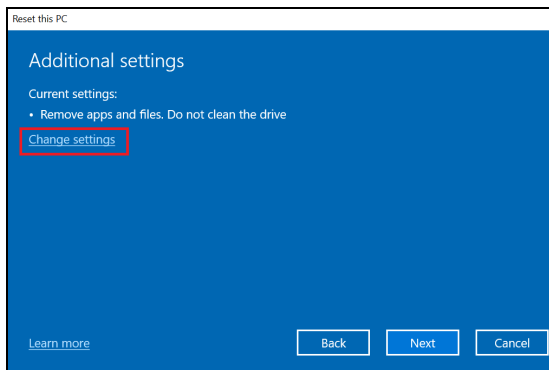 Reset this PC
Additional settings
Current settings:
• Remove apps and files. Do not clean the drive
Change settings
Learn more
Back
Next
Cancel